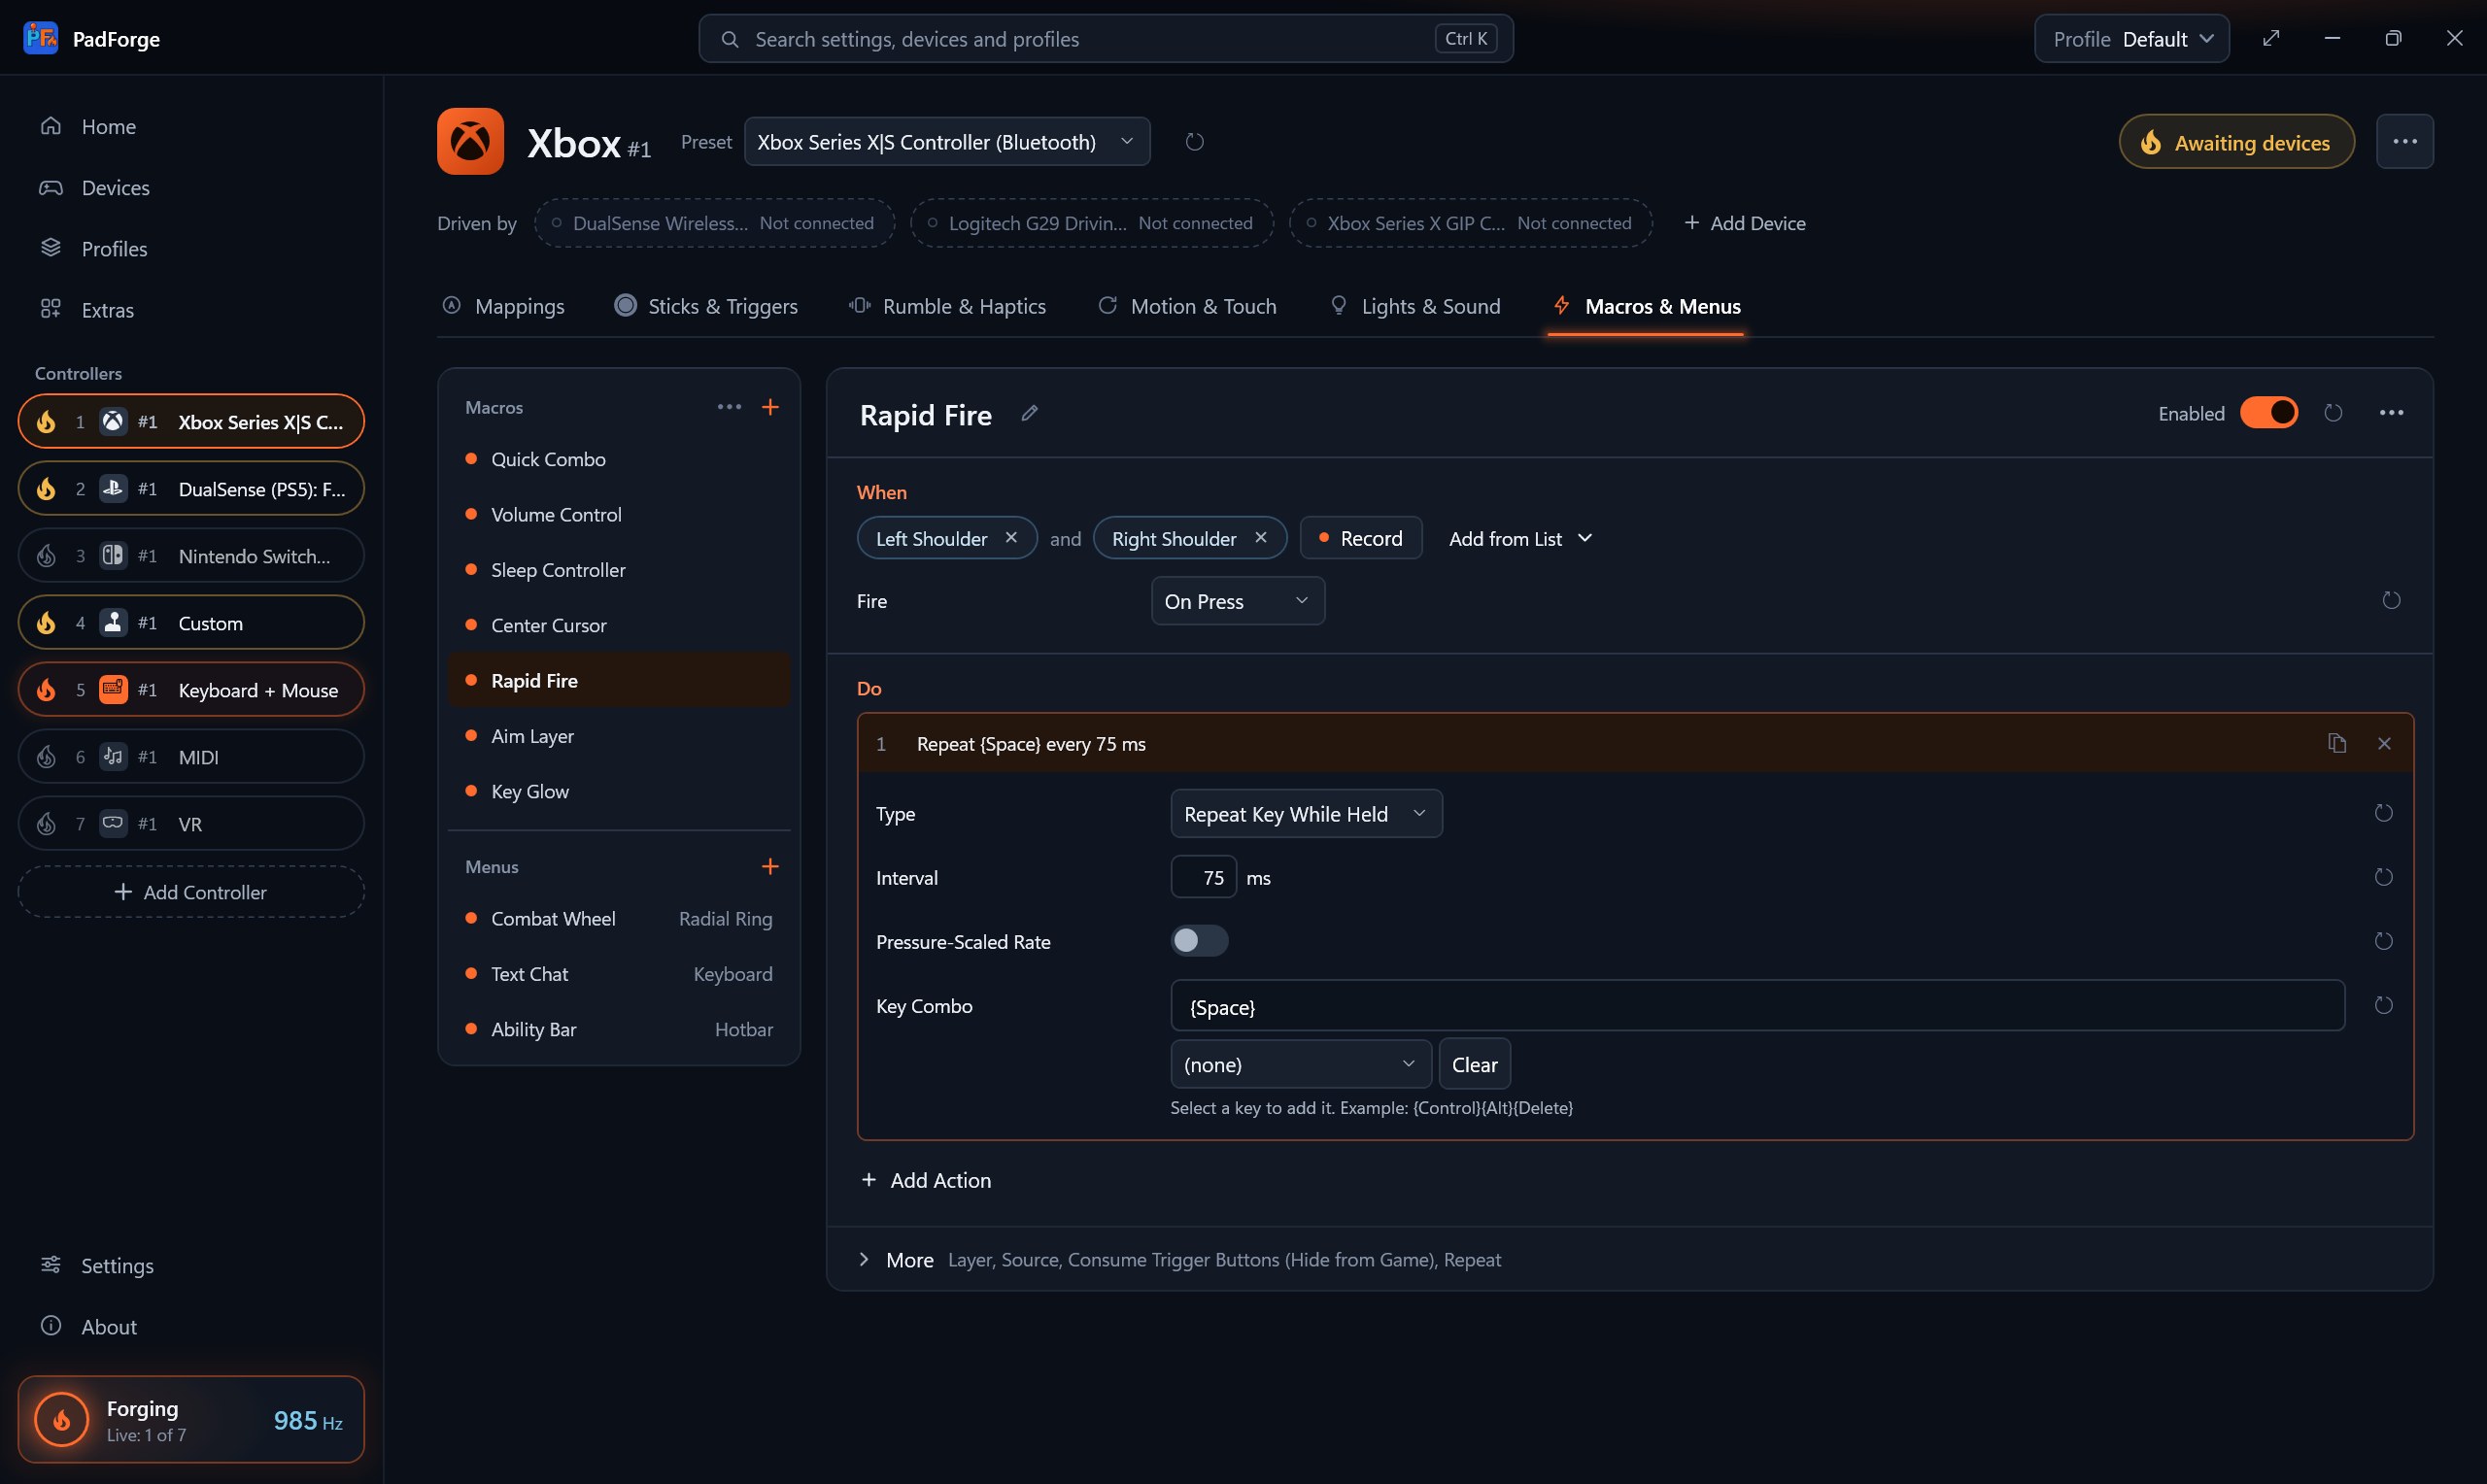 PadForge
Search settings, devices and profiles
Ctrl K
Profile Default
Home
Devices
Profiles
Extras
Controllers
1 #1 Xbox Series X|S C...
2 #1 DualSense (PS5): F...
3 #1 Nintendo Switch...
4 #1 Custom
5 #1 Keyboard + Mouse
6 #1 MIDI
7 #1 VR
Add Controller
Settings
About
Forging
Live: 1 of 7
985 Hz
Xbox #1
Preset
Xbox Series X|S Controller (Bluetooth)
Awaiting devices
Driven by
DualSense Wireless... Not connected
Logitech G29 Drivin... Not connected
Xbox Series X GIP C... Not connected
Add Device
Mappings
Sticks & Triggers
Rumble & Haptics
Motion & Touch
Lights & Sound
Macros & Menus
Macros
Quick Combo
Volume Control
Sleep Controller
Center Cursor
Rapid Fire
Aim Layer
Key Glow
Menus
Combat Wheel Radial Ring
Text Chat Keyboard
Ability Bar Hotbar
Rapid Fire
Enabled
When
Left Shoulder and Right Shoulder Record Add from List
Fire On Press
Do
1 Repeat {Space} every 75 ms
Type Repeat Key While Held
Interval 75 ms
Pressure-Scaled Rate
Key Combo {Space}
(none) Clear
Select a key to add it. Example: {Control}{Alt}{Delete}
Add Action
More Layer, Source, Consume Trigger Buttons (Hide from Game), Repeat